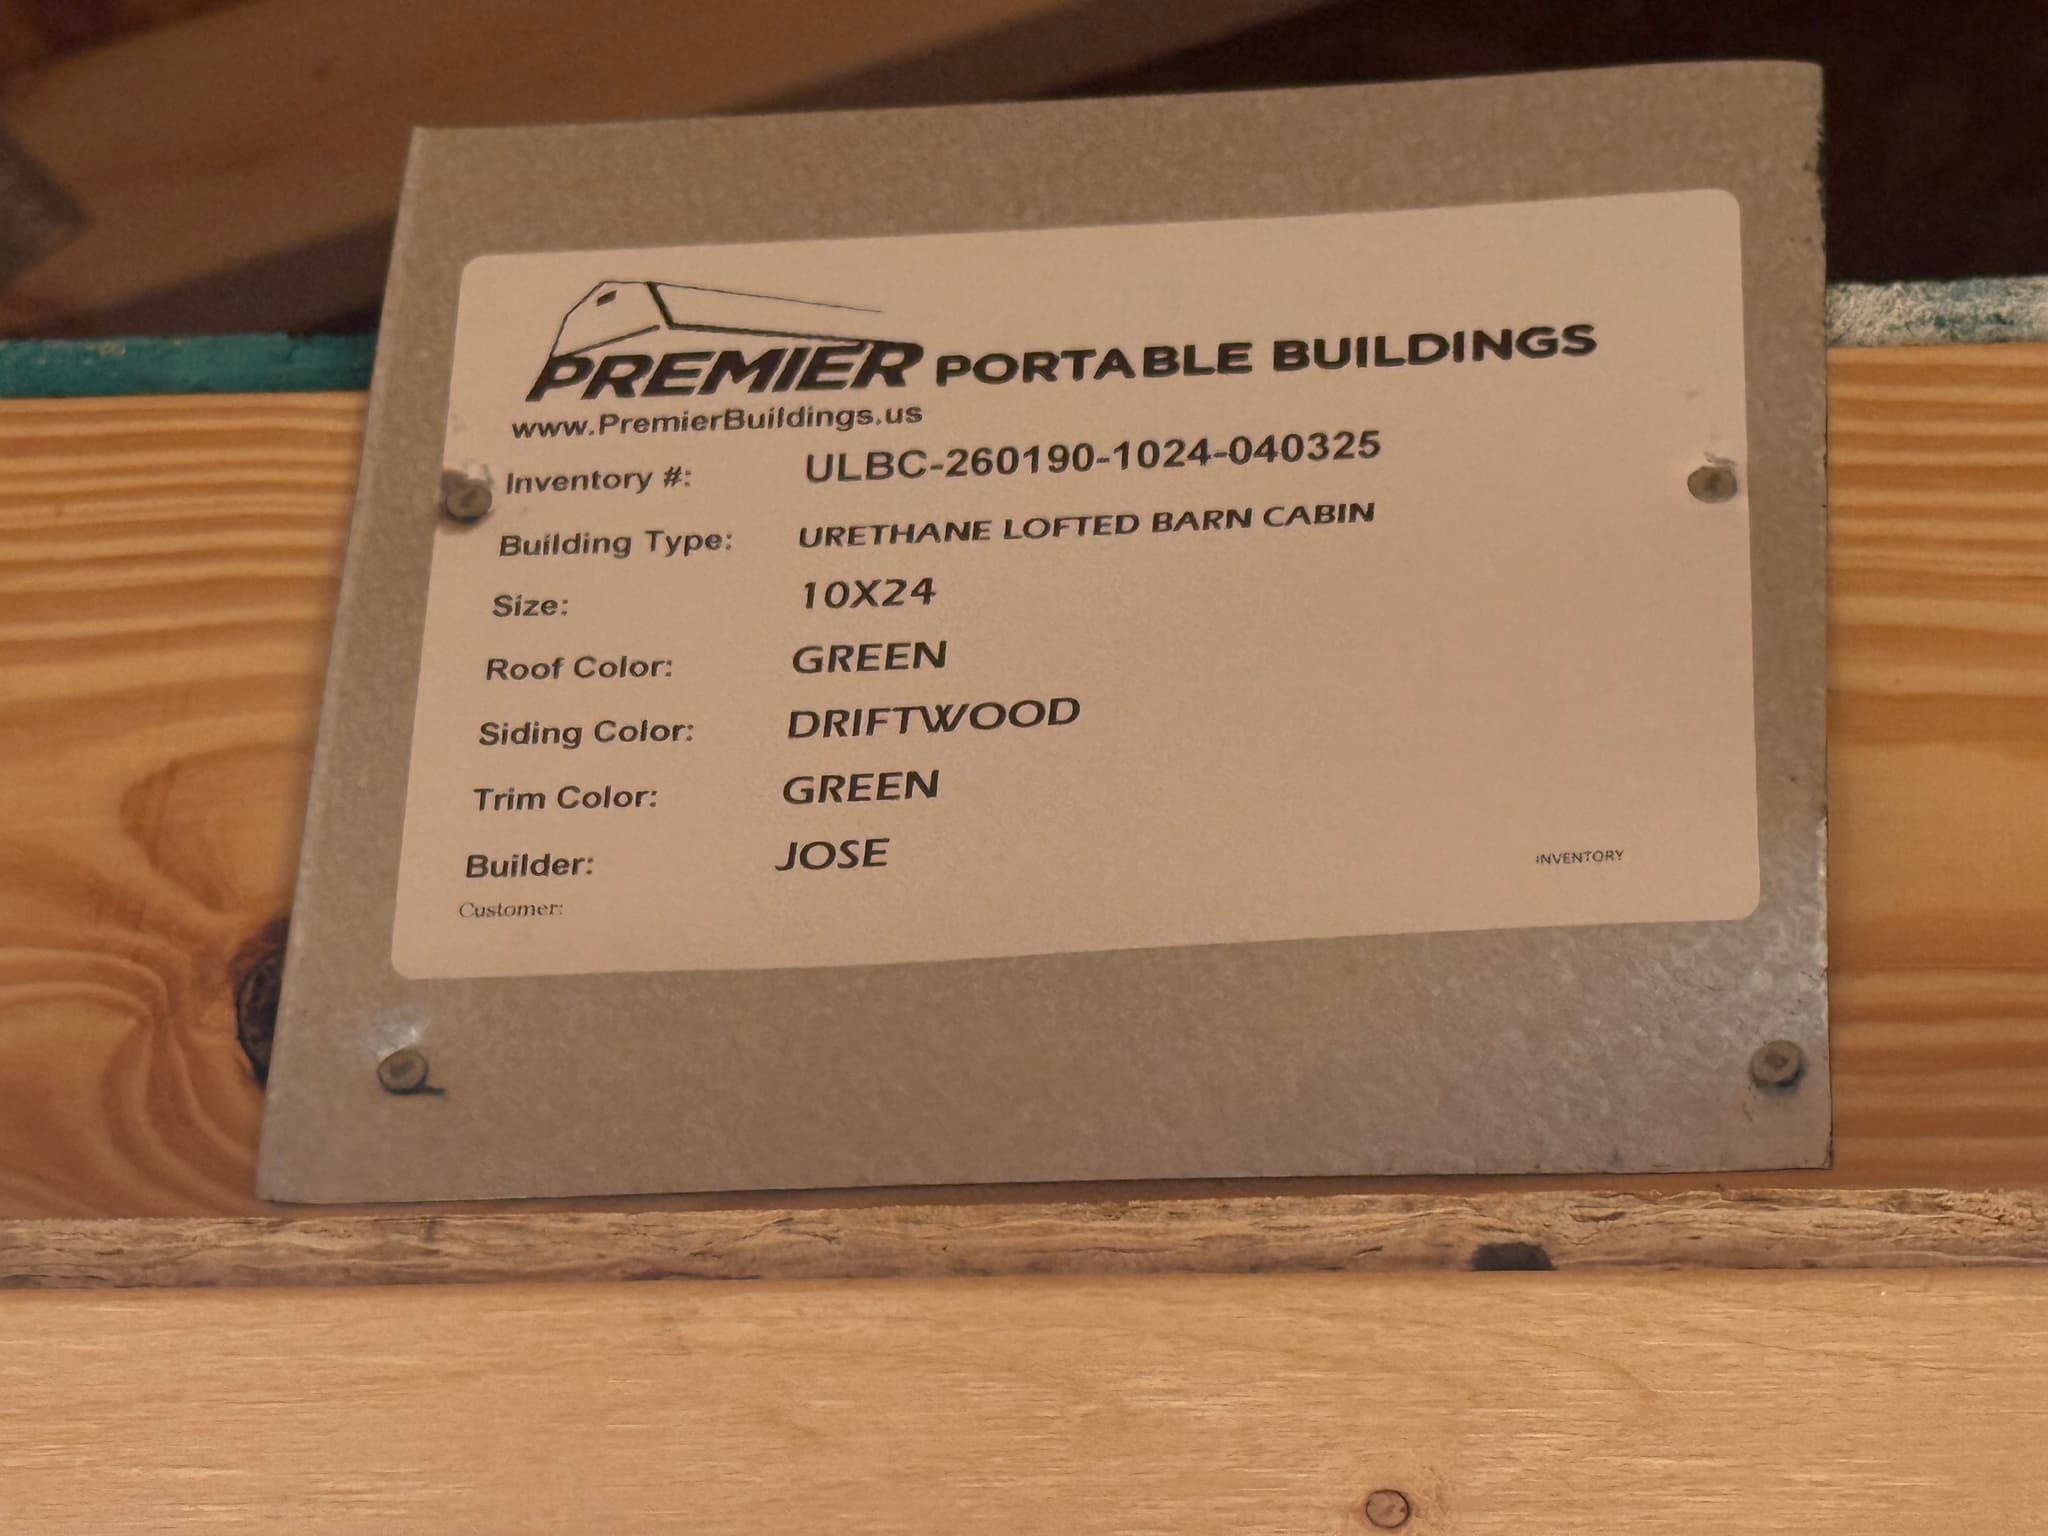 PREMIER PORTABLE BUILDINGS
www.PremierBuildings.us
Inventory #: ULBC-260190-1024-040325
Building Type: URETHANE LOFTED BARN CABIN
Size: 10X24
Roof Color: GREEN
Siding Color: DRIFTWOOD
Trim Color: GREEN
Builder: JOSE
INVENTORY
Customer: